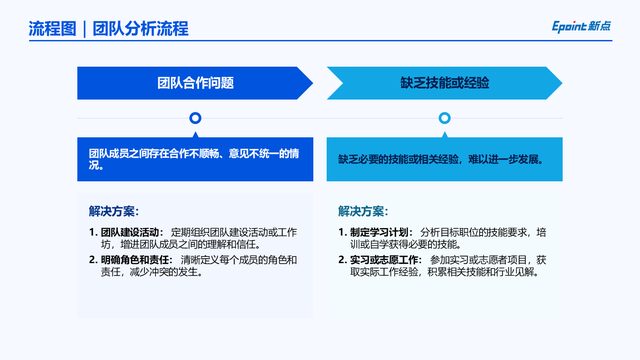 流程图｜团队分析流程
Epoint新点
团队合作问题
缺乏技能或经验
团队成员之间存在合作不顺畅、意见不统一的情
况。
缺乏必要的技能或相关经验，难以进一步发展。
解决方案：
1. 团队建设活动： 定期组织团队建设活动或工作
坊，增进团队成员之间的理解和信任。
2. 明确角色和责任： 清晰定义每个成员的角色和
责任，减少冲突的发生。
解决方案：
1. 制定学习计划： 分析目标职位的技能要求，培
训或自学获得必要的技能。
2. 实习或志愿工作： 参加实习或志愿者项目，获
取实际工作经验，积累相关技能和行业见解。